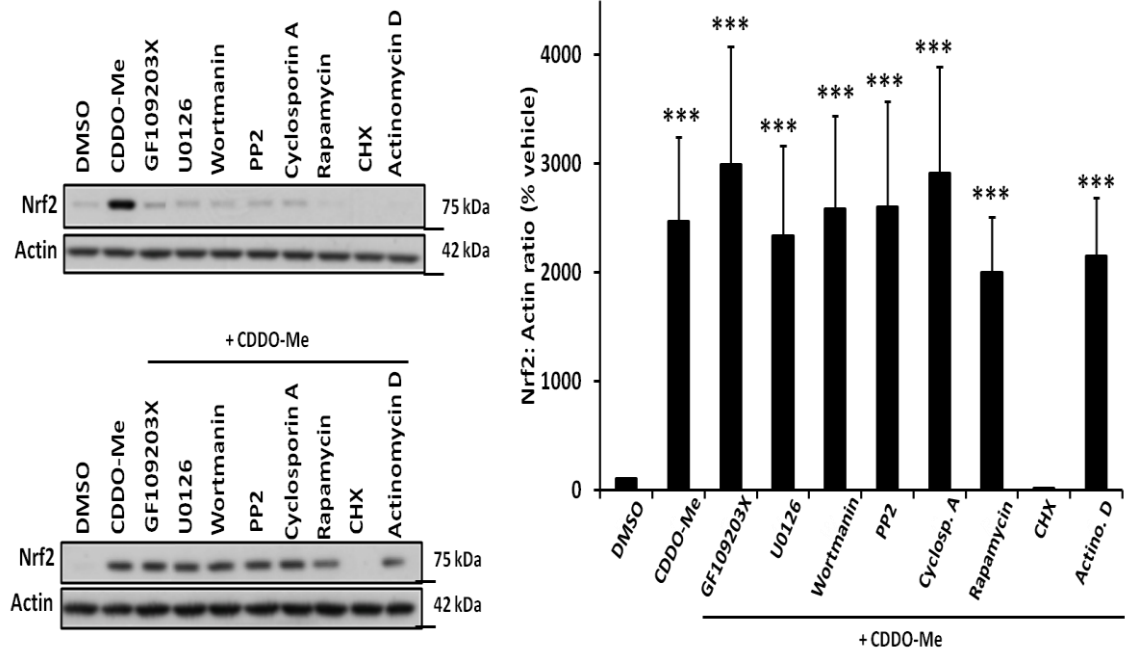 DMSO
CDDO-Me
GF109203X
U0126
Wortmanin
PP2
Cyclosporin A
Rapamycin
CHX
Actinomycin D
Nrf2
75 kDa
Actin
42 kDa
+ CDDO-Me
DMSO
CDDO-Me
GF109203X
U0126
Wortmanin
PP2
Cyclosporin A
Rapamycin
CHX
Actinomycin D
Nrf2
75 kDa
Actin
42 kDa
Nrf2: Actin ratio (% vehicle)
4000
3000
2000
1000
0
***
***
***
***
***
***
***
***
DMSO
CDDO-Me
GF109203X
U0126
Wortmanin
PP2
Cyclosp. A
Rapamycin
CHX
Actino. D
+ CDDO-Me